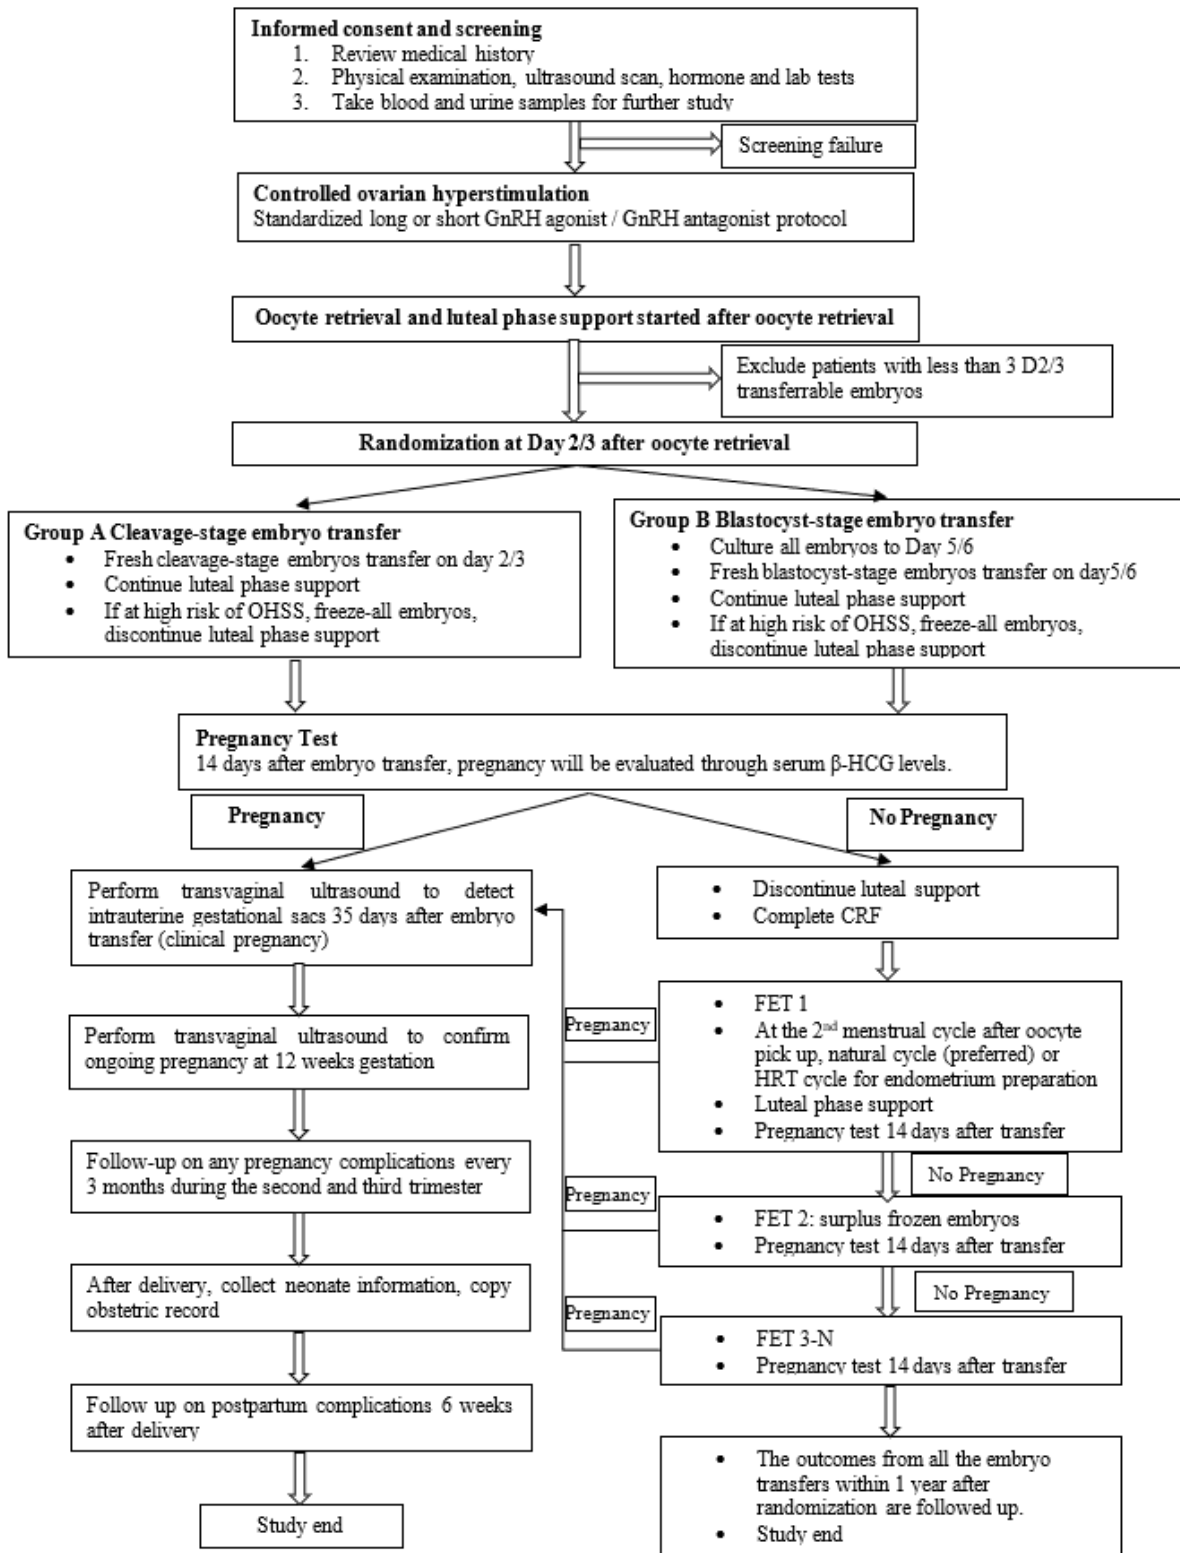 Informed consent and screening
1. Review medical history
2. Physical examination, ultrasound scan, hormone and lab tests
3. Take blood and urine samples for further study
Screening failure
Controlled ovarian hyperstimulation
Standardized long or short GnRH agonist / GnRH antagonist protocol
Oocyte retrieval and luteal phase support started after oocyte retrieval
Exclude patients with less than 3 D2/3
transferrable embryos
Randomization at Day 2/3 after oocyte retrieval
Group A Cleavage-stage embryo transfer
• Fresh cleavage-stage embryos transfer on day 2/3
• Continue luteal phase support
• If at high risk of OHSS, freeze-all embryos,
discontinue luteal phase support
Group B Blastocyst-stage embryo transfer
• Culture all embryos to Day 5/6
• Fresh blastocyst-stage embryos transfer on day5/6
• Continue luteal phase support
• If at high risk of OHSS, freeze-all embryos,
discontinue luteal phase support
Pregnancy Test
14 days after embryo transfer, pregnancy will be evaluated through serum β-HCG levels.
Pregnancy
No Pregnancy
Perform transvaginal ultrasound to detect
intrauterine gestational sacs 35 days after embryo
transfer (clinical pregnancy)
• Discontinue luteal support
• Complete CRF
Perform transvaginal ultrasound to confirm
ongoing pregnancy at 12 weeks gestation
Pregnancy
• FET 1
• At the 2nd menstrual cycle after oocyte
pick up, natural cycle (preferred) or
HRT cycle for endometrium preparation
• Luteal phase support
• Pregnancy test 14 days after transfer
No Pregnancy
Follow-up on any pregnancy complications every
3 months during the second and third trimester
Pregnancy
• FET 2: surplus frozen embryos
• Pregnancy test 14 days after transfer
No Pregnancy
After delivery, collect neonate information, copy
obstetric record
Pregnancy
• FET 3-N
• Pregnancy test 14 days after transfer
Follow up on postpartum complications 6 weeks
after delivery
• The outcomes from all the embryo
transfers within 1 year after
randomization are followed up.
• Study end
Study end